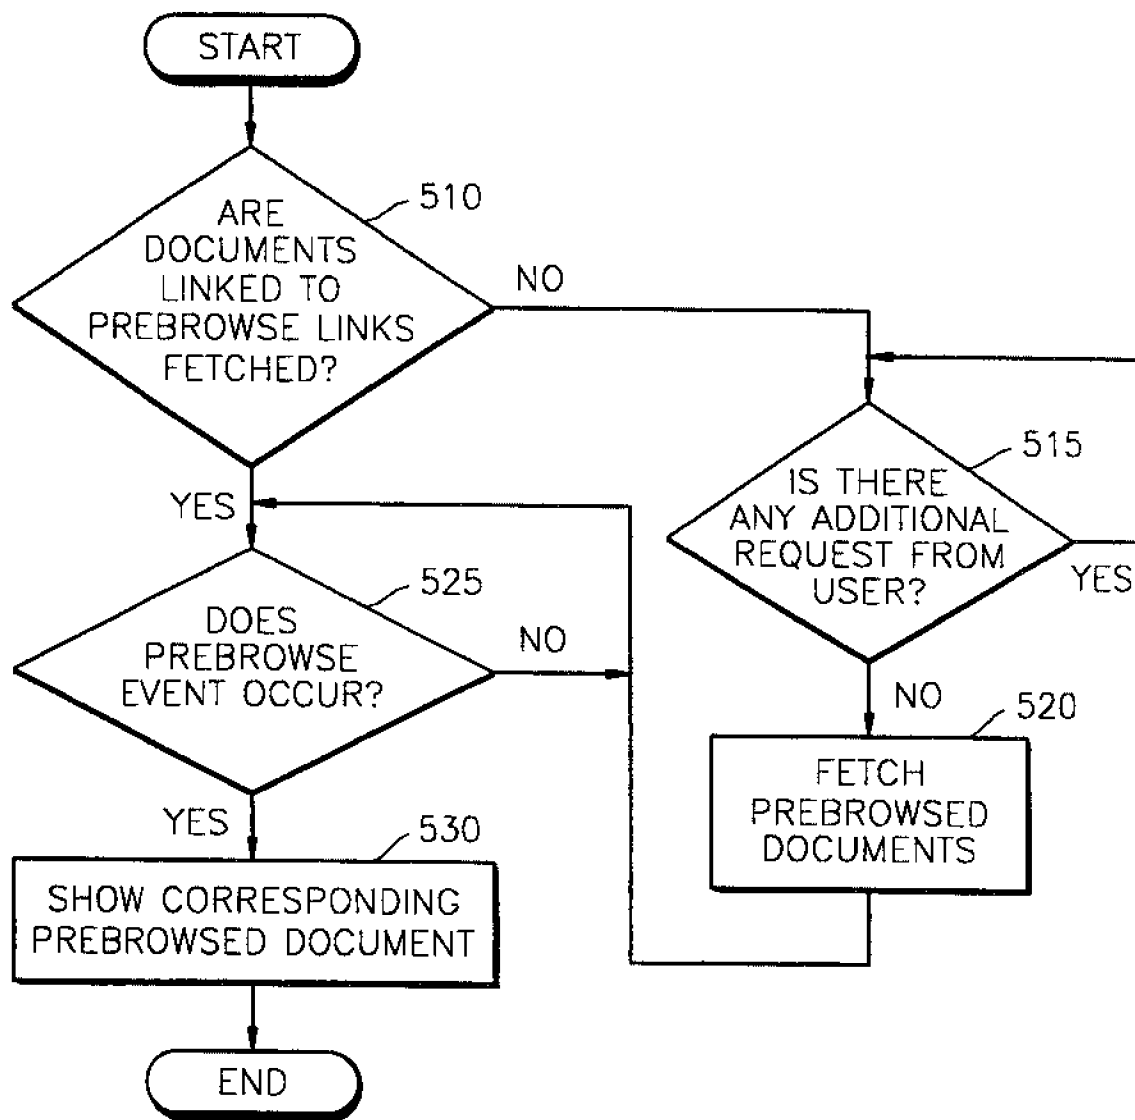 START
510
ARE
DOCUMENTS
LINKED TO
PREBROWSE LINKS
FETCHED?
NO
YES
515
IS THERE
ANY ADDITIONAL
REQUEST FROM
USER?
YES
NO
520
FETCH
PREBROWSED
DOCUMENTS
525
DOES
PREBROWSE
EVENT OCCUR?
NO
YES
530
SHOW CORRESPONDING
PREBROWSED DOCUMENT
END